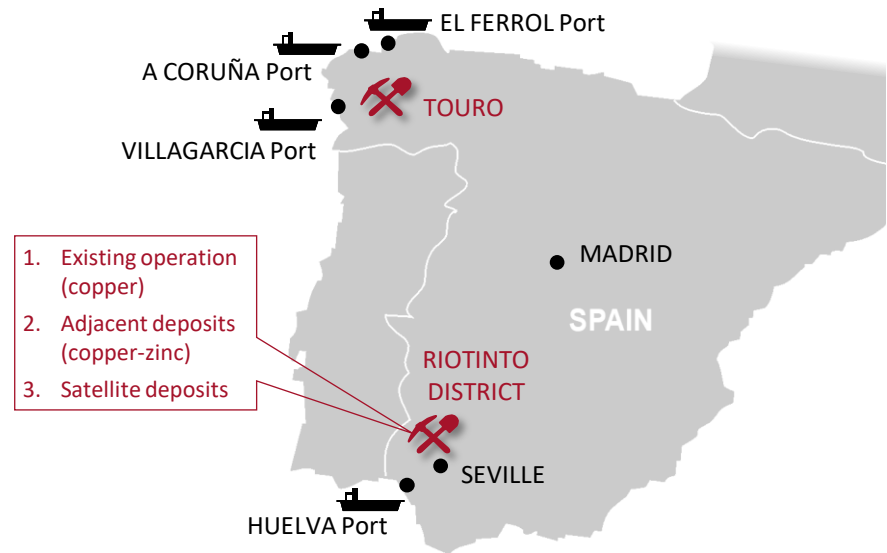 EL FERROL Port
A CORUÑA Port
TOURO
VILLAGARCIA Port
1. Existing operation
(copper)
2. Adjacent deposits
(copper-zinc)
3. Satellite deposits
MADRID
SPAIN
RIOTINTO
DISTRICT
SEVILLE
HUELVA Port